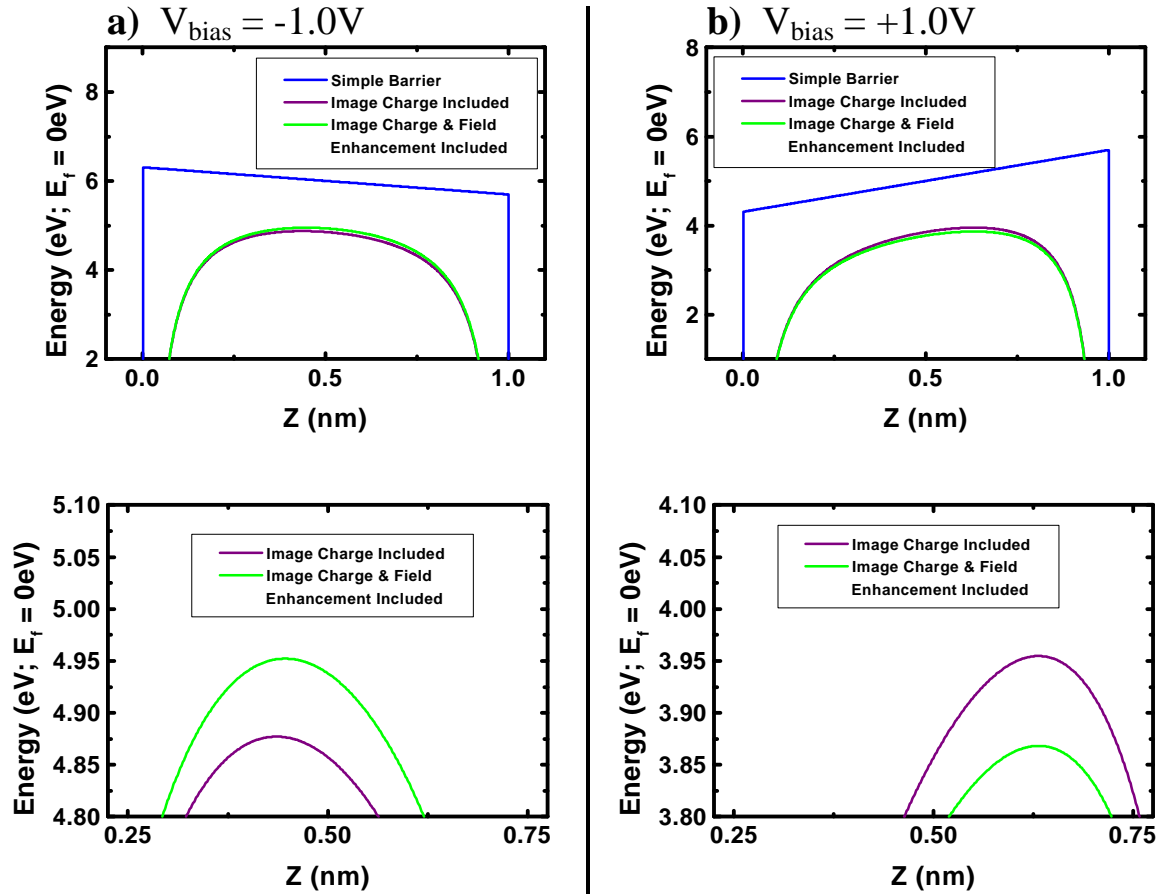 a) V_bias = -1.0V
Energy (eV; E_f = 0eV)
8
6
4
2
Simple Barrier
Image Charge Included
Image Charge & Field
Enhancement Included
0.0 0.5 1.0
Z (nm)
Energy (eV; E_f = 0eV)
5.10
5.05
5.00
4.95
4.90
4.85
4.80
Image Charge Included
Image Charge & Field
Enhancement Included
0.25 0.50 0.75
Z (nm)
b) V_bias = +1.0V
Energy (eV; E_f = 0eV)
8
6
4
2
Simple Barrier
Image Charge Included
Image Charge & Field
Enhancement Included
0.0 0.5 1.0
Z (nm)
Energy (eV; E_f = 0eV)
4.10
4.05
4.00
3.95
3.90
3.85
3.80
Image Charge Included
Image Charge & Field
Enhancement Included
0.25 0.50 0.75
Z (nm)